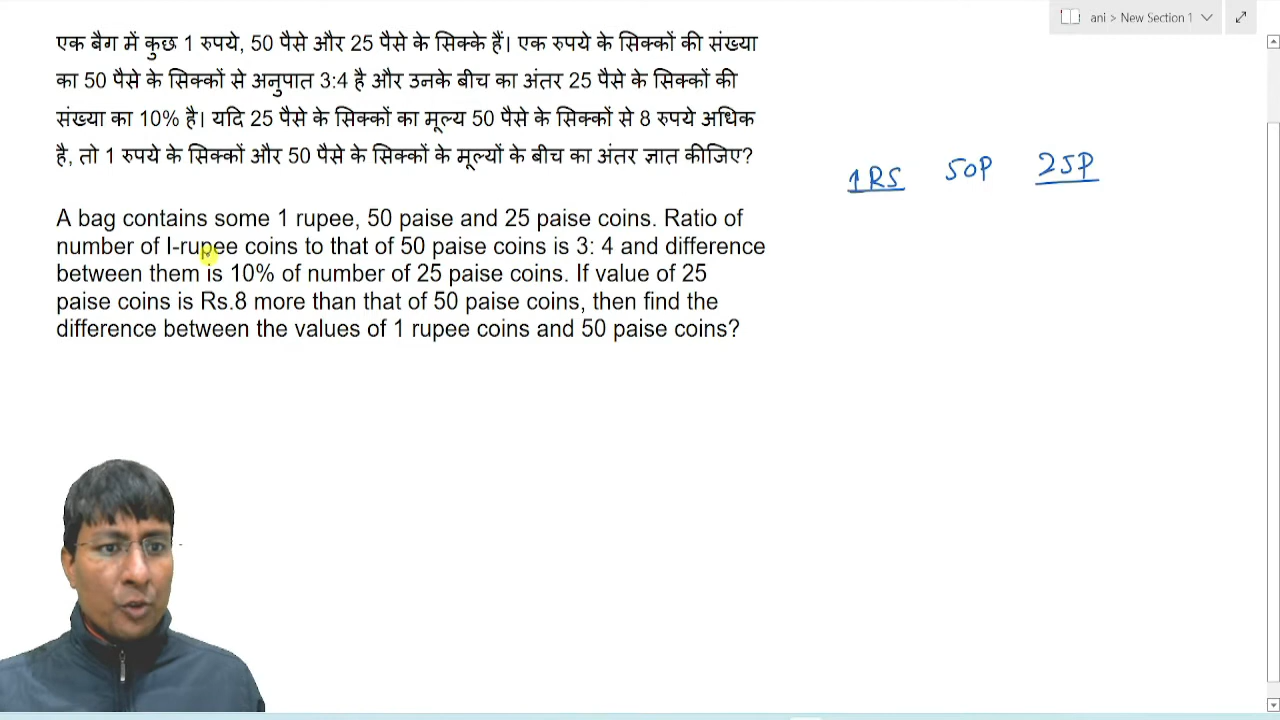 ani > New Section 1
एक बैग में कुछ 1 रुपये, 50 पैसे और 25 पैसे के सिक्के हैं। एक रुपये के सिक्कों की संख्या
का 50 पैसे के सिक्कों से अनुपात 3:4 है और उनके बीच का अंतर 25 पैसे के सिक्कों की
संख्या का 10% है। यदि 25 पैसे के सिक्कों का मूल्य 50 पैसे के सिक्कों से 8 रुपये अधिक
है, तो 1 रुपये के सिक्कों और 50 पैसे के सिक्कों के मूल्यों के बीच का अंतर ज्ञात कीजिए?
1RS 50P 25P
A bag contains some 1 rupee, 50 paise and 25 paise coins. Ratio of
number of I-rupee coins to that of 50 paise coins is 3: 4 and difference
between them is 10% of number of 25 paise coins. If value of 25
paise coins is Rs.8 more than that of 50 paise coins, then find the
difference between the values of 1 rupee coins and 50 paise coins?